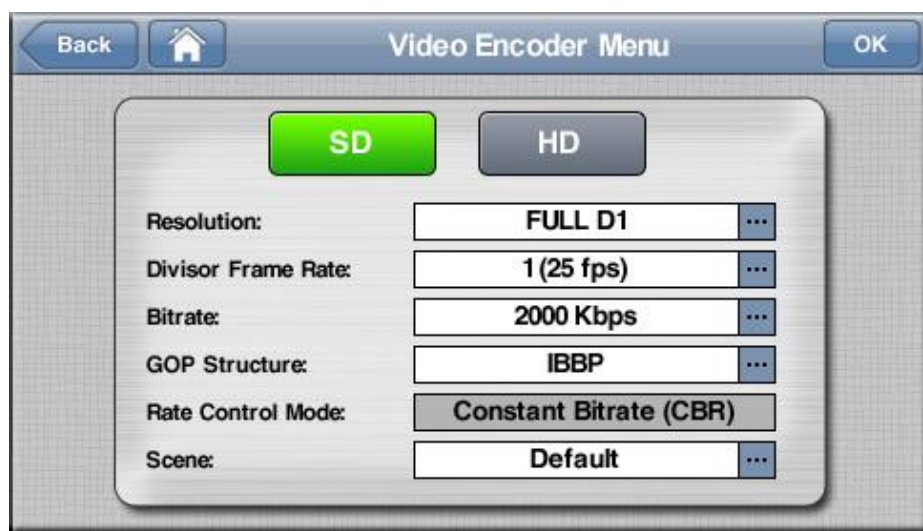 Back Video Encoder Menu OK
SD HD
Resolution: FULL D1 ...
Divisor Frame Rate: 1(25 fps) ...
Bitrate: 2000 Kbps ...
GOP Structure: IBBP ...
Rate Control Mode: Constant Bitrate (CBR)
Scene: Default ...